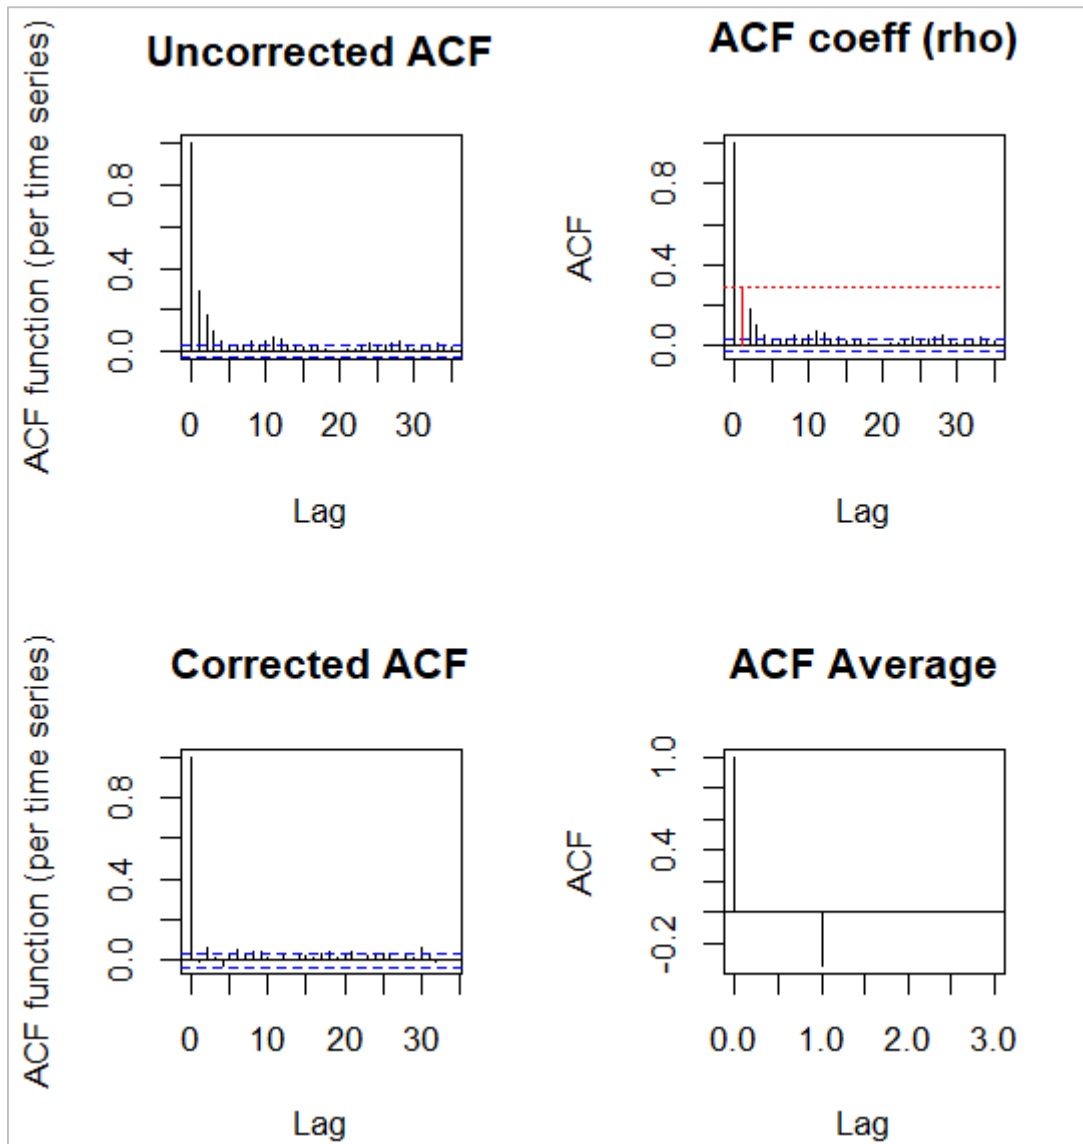 Uncorrected ACF
ACF function (per time series)
0.8
0.4
0.0
0 10 20 30
Lag
ACF coeff (rho)
ACF
0.8
0.4
0.0
0 10 20 30
Lag
Corrected ACF
ACF function (per time series)
0.8
0.4
0.0
0 10 20 30
Lag
ACF Average
ACF
1.0
0.4
-0.2
0.0 1.0 2.0 3.0
Lag